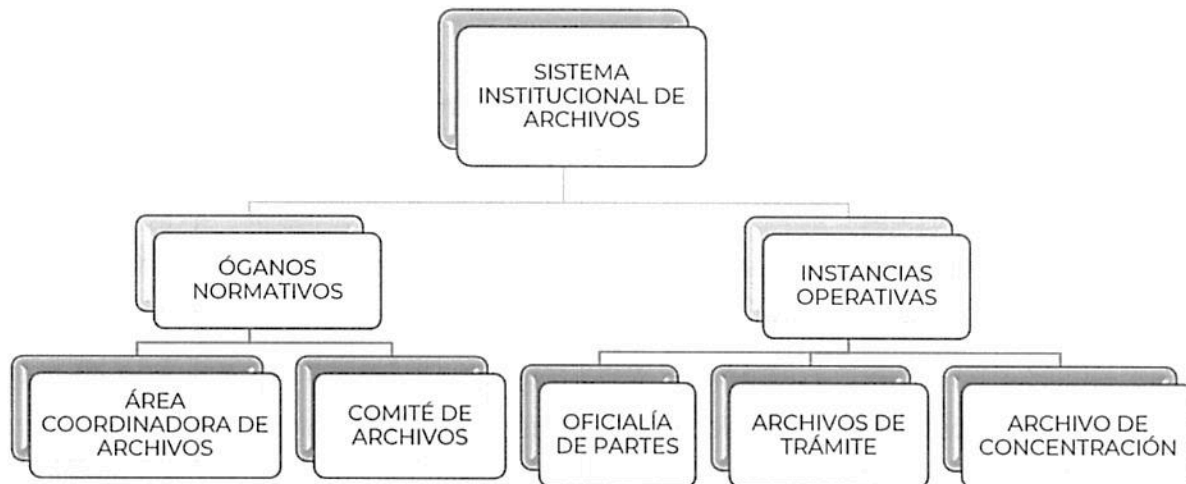 SISTEMA
INSTITUCIONAL DE
ARCHIVOS
ÓGANOS
NORMATIVOS
INSTANCIAS
OPERATIVAS
ÁREA
COORDINADORA DE
ARCHIVOS
COMITÉ DE
ARCHIVOS
OFICIALÍA
DE PARTES
ARCHIVOS DE
TRÁMITE
ARCHIVO DE
CONCENTRACIÓN